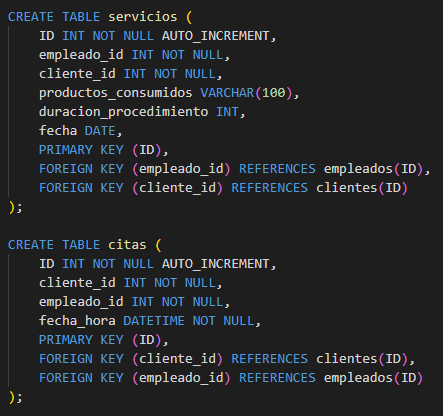 CREATE TABLE servicios (
    ID INT NOT NULL AUTO_INCREMENT,
    empleado_id INT NOT NULL,
    cliente_id INT NOT NULL,
    productos_consumidos VARCHAR(100),
    duracion_procedimiento INT,
    fecha DATE,
    PRIMARY KEY (ID),
    FOREIGN KEY (empleado_id) REFERENCES empleados(ID),
    FOREIGN KEY (cliente_id) REFERENCES clientes(ID)
);

CREATE TABLE citas (
    ID INT NOT NULL AUTO_INCREMENT,
    cliente_id INT NOT NULL,
    empleado_id INT NOT NULL,
    fecha_hora DATETIME NOT NULL,
    PRIMARY KEY (ID),
    FOREIGN KEY (cliente_id) REFERENCES clientes(ID),
    FOREIGN KEY (empleado_id) REFERENCES empleados(ID)
);